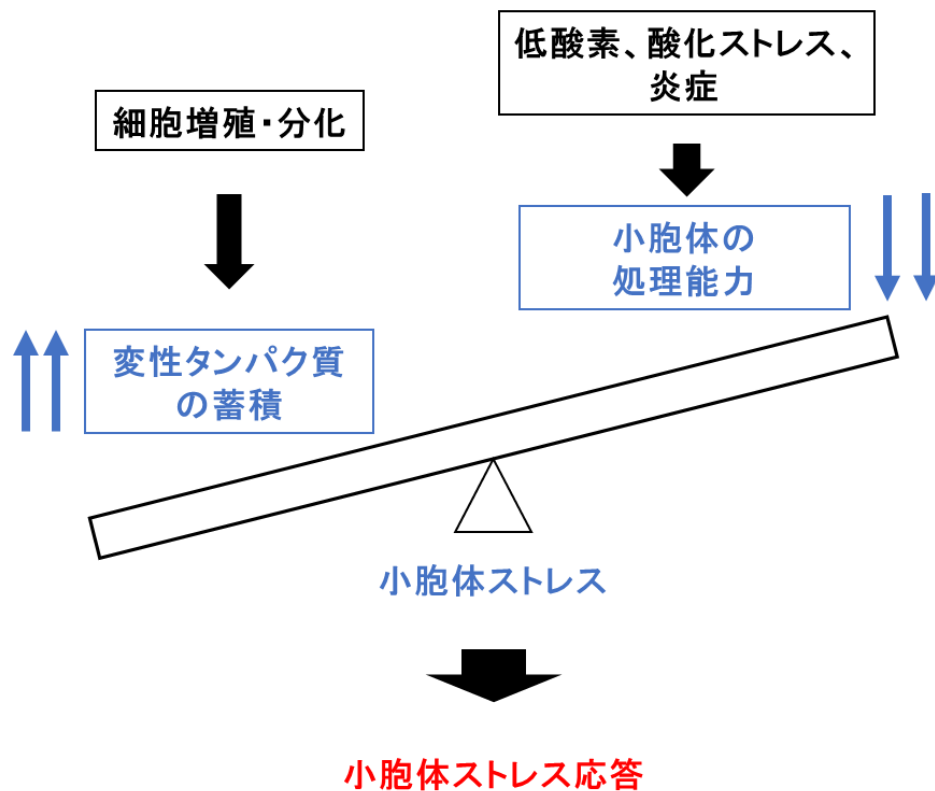 低酸素、酸化ストレス、
炎症
細胞増殖・分化
小胞体の
処理能力
変性タンパク質
の蓄積
小胞体ストレス
小胞体ストレス応答